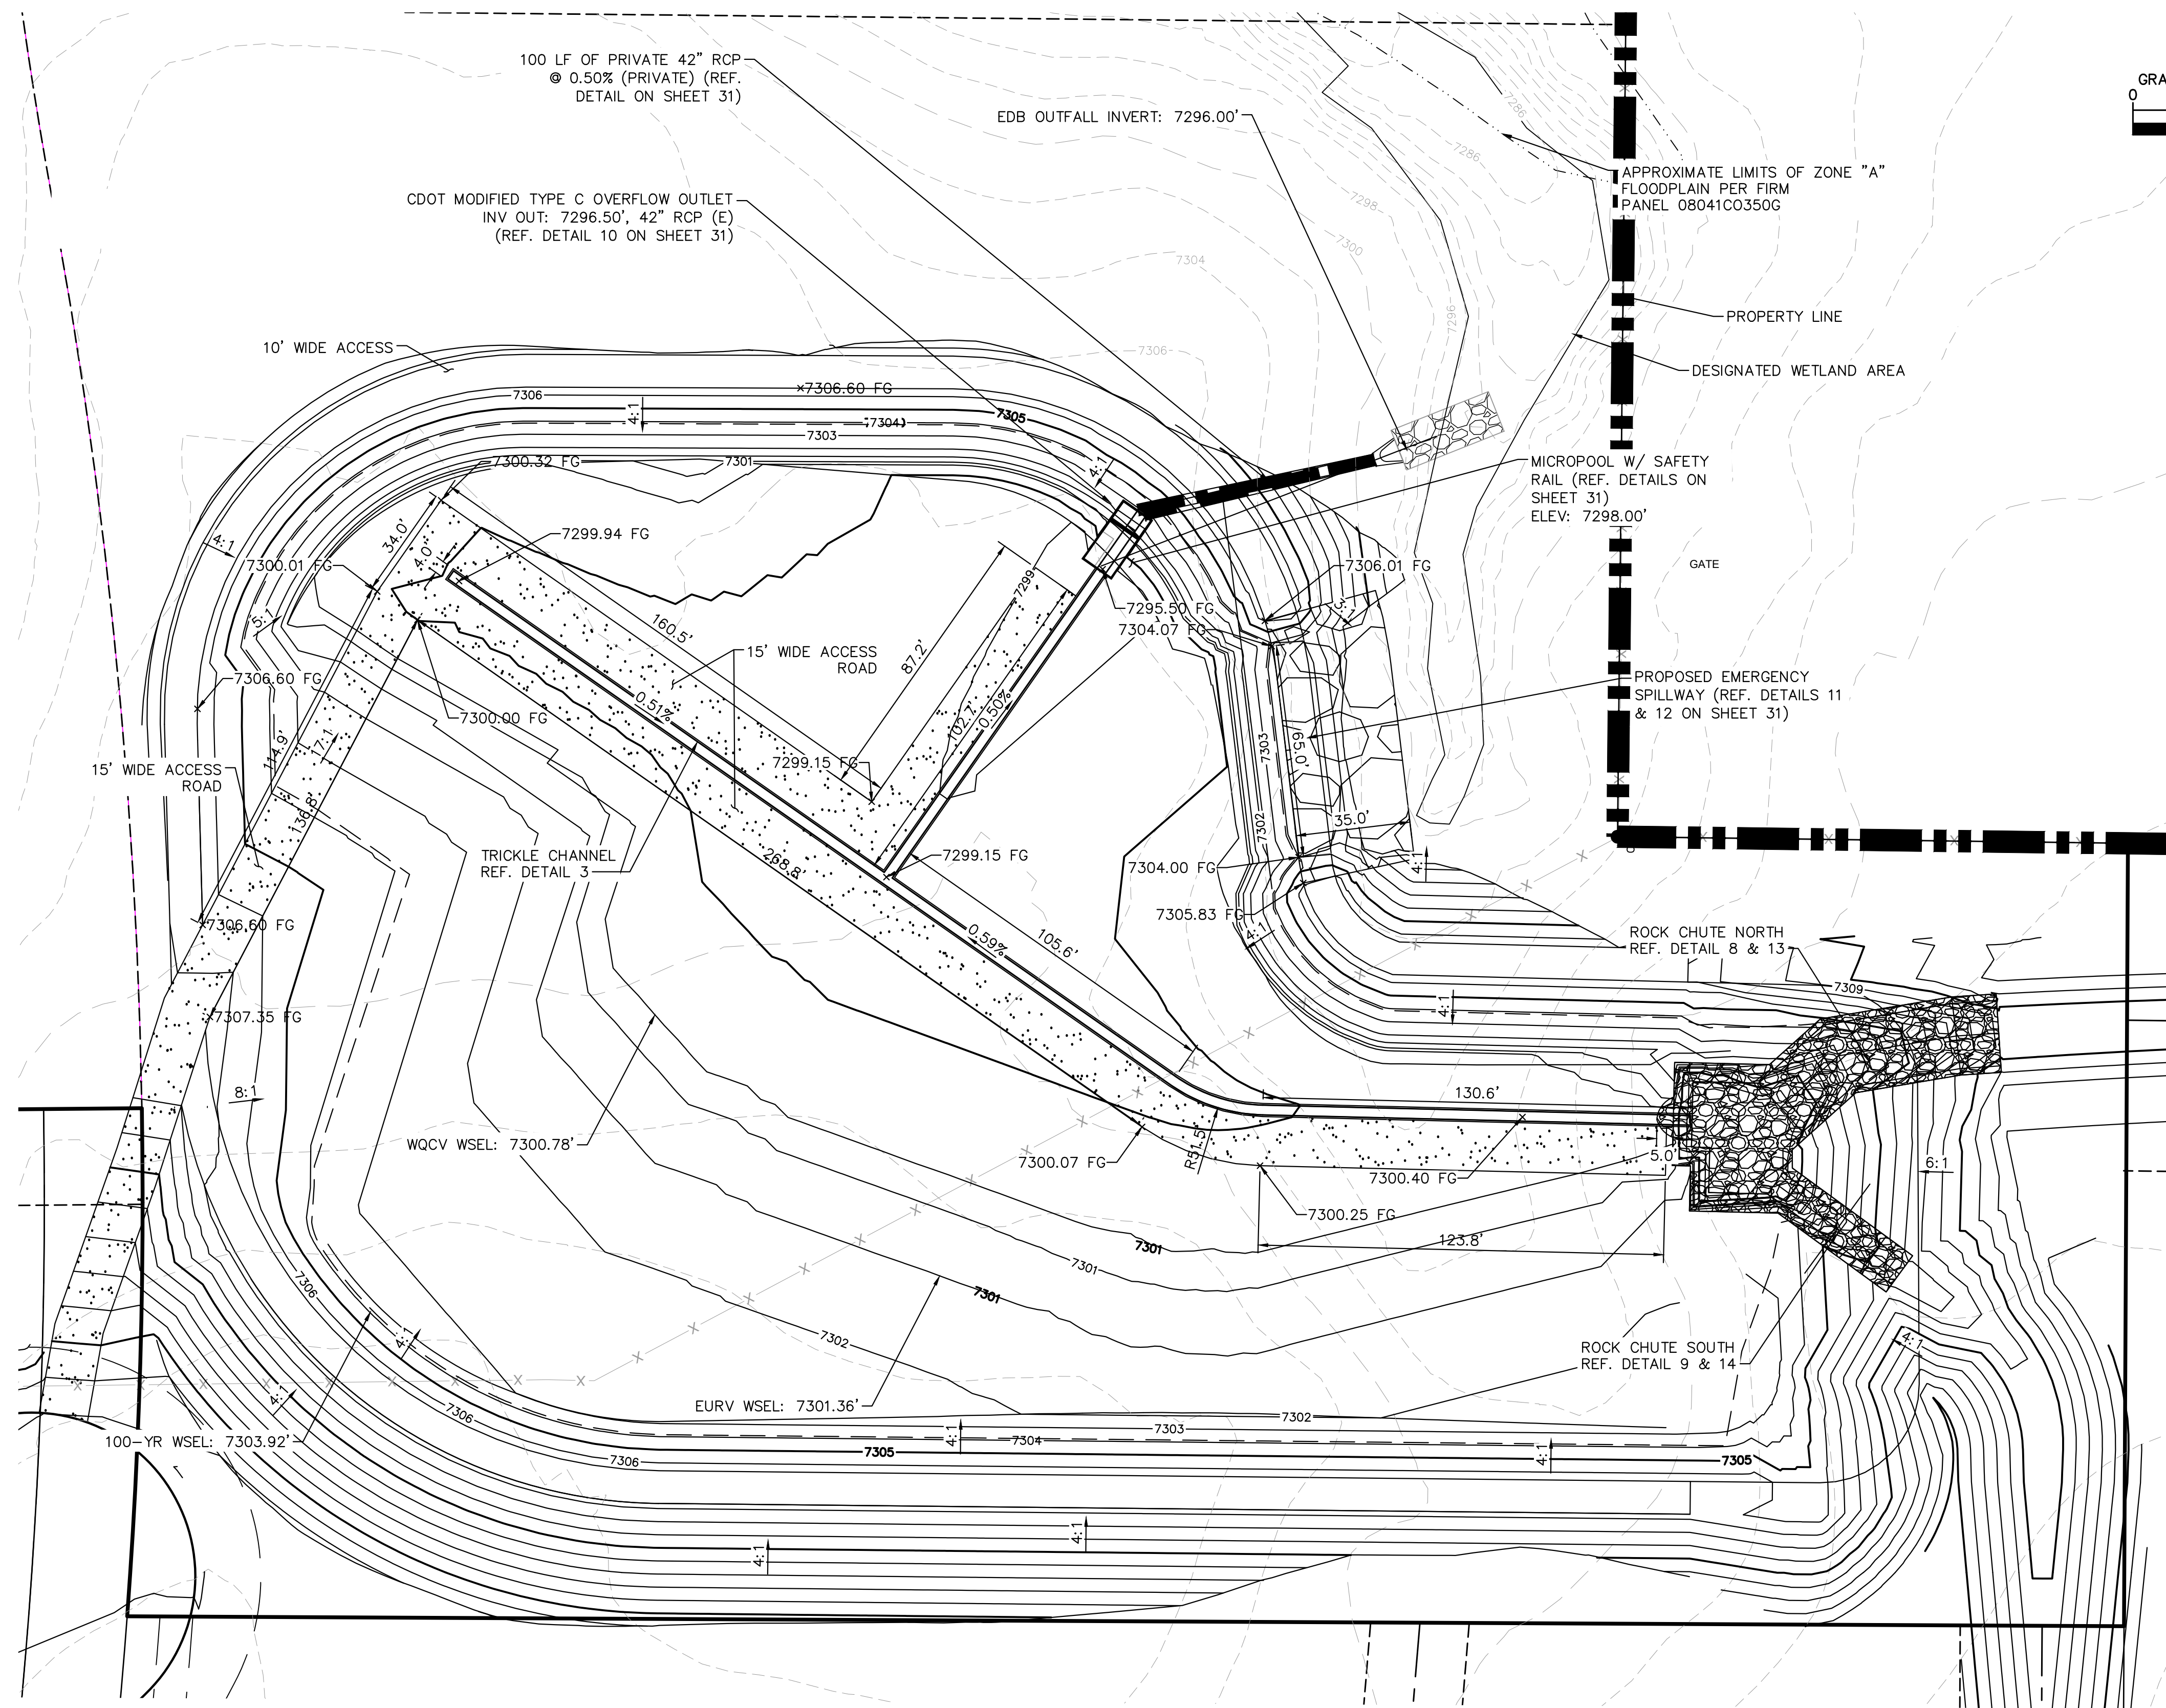 100 LF OF PRIVATE 42" RCP
@ 0.50% (PRIVATE) (REF.
DETAIL ON SHEET 31)
GRA
0
EDB OUTFALL INVERT: 7296.00'
7286
7286
APPROXIMATE LIMITS OF ZONE "A"
FLOODPLAIN PER FIRM
PANEL 08041CO350G
CDOT MODIFIED TYPE C OVERFLOW OUTLET
INV OUT: 7296.50', 42" RCP (E)
(REF. DETAIL 10 ON SHEET 31)
7298
7300
7304
7296
PROPERTY LINE
10' WIDE ACCESS
7306
DESIGNATED WETLAND AREA
7306
×7306.60 FG
4:1
7305
7304
7303
7301
7300.32 FG
4:1
MICROPOOL W/ SAFETY
RAIL (REF. DETAILS ON
SHEET 31)
ELEV: 7298.00'
34.0'
4:1
4.0'
7299.94 FG
7300.01 FG
GATE
7306.01 FG
7299
3:1
5:1
160.5'
7295.50 FG
7304.07 FG
87.2'
15' WIDE ACCESS
ROAD
7306.60 FG
0.51%
102.7'
0.50%
PROPOSED EMERGENCY
SPILLWAY (REF. DETAILS 11
& 12 ON SHEET 31)
7300.00 FG
114.9'
17:1
7303
65.0'
15' WIDE ACCESS
ROAD
7299.15 FG
136.8'
7302
35.0'
TRICKLE CHANNEL
REF. DETAIL 3
268.8'
7299.15 FG
7304.00 FG
4:1
7305.83 FG
7306.60 FG
0.59%
105.6'
4:1
ROCK CHUTE NORTH
REF. DETAIL 8 & 13
7309
7307.35 FG
4:1
8:1
130.6'
WQCV WSEL: 7300.78'
7300.07 FG
R51.5'
5.0'
7300.40 FG
6:1
7300.25 FG
123.8'
7301
7301
7301
7306
4:1
7302
4:1
ROCK CHUTE SOUTH
REF. DETAIL 9 & 14
4:1
EURV WSEL: 7301.36'
7306
7302
7303
100-YR WSEL: 7303.92'
4:1
7304
7305
7306
4:1
7305
4:1
4:1